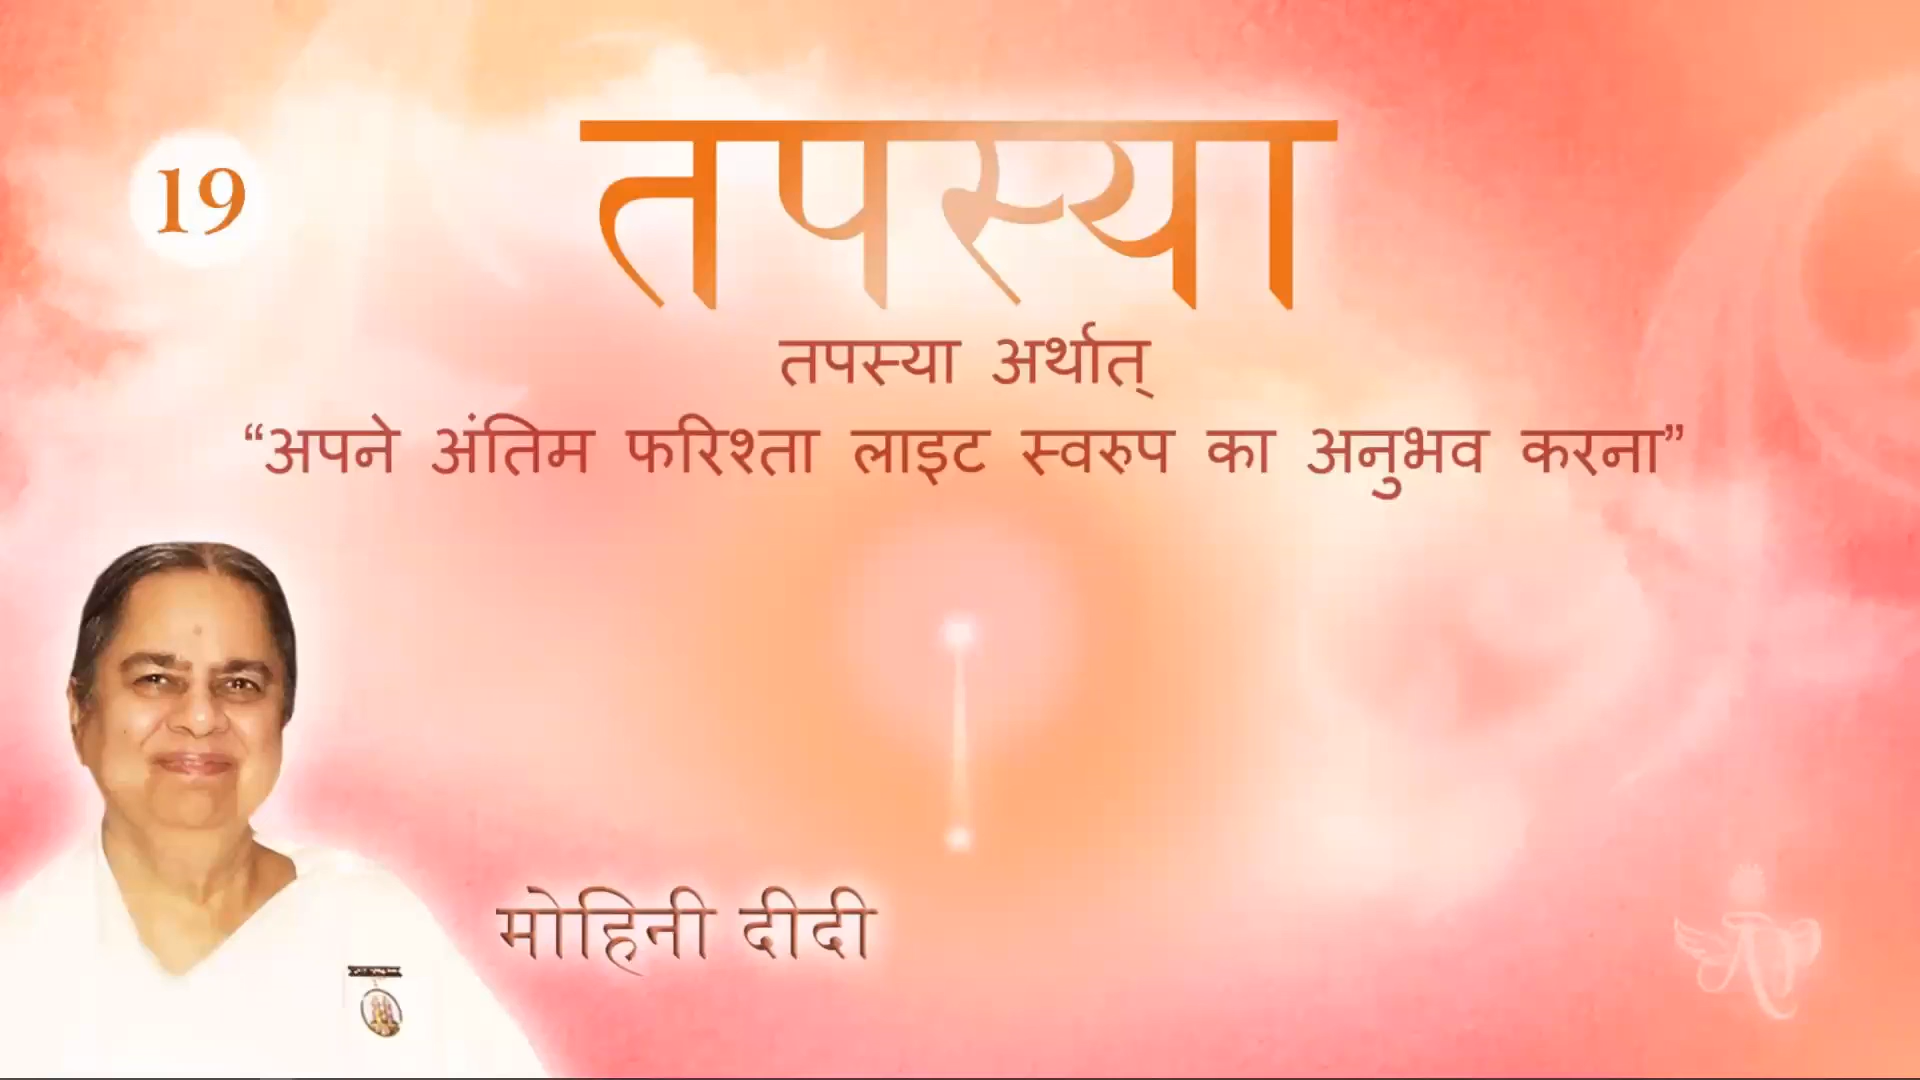 19
तपस्या
तपस्या अर्थात्
“अपने अंतिम फरिश्ता लाइट स्वरुप का अनुभव करना”
मोहिनी दीदी